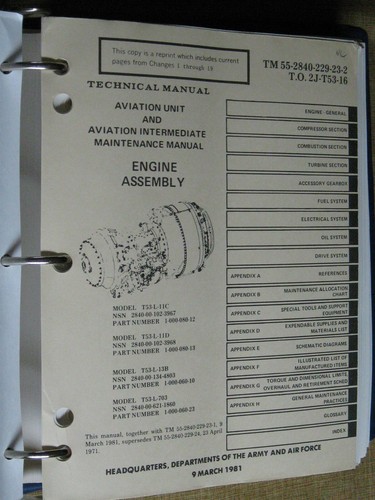 This copy is a reprint which includes current
pages from Changes 1 through 18
TM 55-2840-229-23-2
T.O. 2J-T53-16
TECHNICAL MANUAL
AVIATION UNIT
AND
AVIATION INTERMEDIATE
MAINTENANCE MANUAL
ENGINE
ASSEMBLY
MODEL T53-L-11C
NSN 2840-00-102-3967
PART NUMBER 1-000-080-12
MODEL T53-L-11D
NSN 2840-00-102-3968
PART NUMBER 1-000-080-13
MODEL T53-L-13B
NSN 2840-00-134-4803
PART NUMBER 1-000-060-10
MODEL T53-L-703
NSN 2840-00-621-1860
PART NUMBER 1-000-060-23
This manual, together with TM 55-2840-229-23-1, 9
March 1981, supersedes TM 55-2840-229-24, 23 April
1971.
ENGINE - GENERAL
COMPRESSOR SECTION
COMBUSTION SECTION
TURBINE SECTION
ACCESSORY GEARBOX
FUEL SYSTEM
ELECTRICAL SYSTEM
OIL SYSTEM
DRIVE SYSTEM
APPENDIX A REFERENCES
APPENDIX B MAINTENANCE ALLOCATION
CHART
APPENDIX C SPECIAL TOOLS AND SUPPORT
EQUIPMENT
APPENDIX D EXPENDABLE SUPPLIES AND
MATERIALS LIST
APPENDIX E SCHEMATIC DIAGRAMS
APPENDIX F ILLUSTRATED LIST OF
MANUFACTURED ITEMS
APPENDIX G TORQUE AND DIMENSIONAL LIMITS
OVERHAUL AND RETIREMENT SCHED
APPENDIX H GENERAL MAINTENANCE
PRACTICES
GLOSSARY
INDEX
HEADQUARTERS, DEPARTMENTS OF THE ARMY AND AIR FORCE
9 MARCH 1981